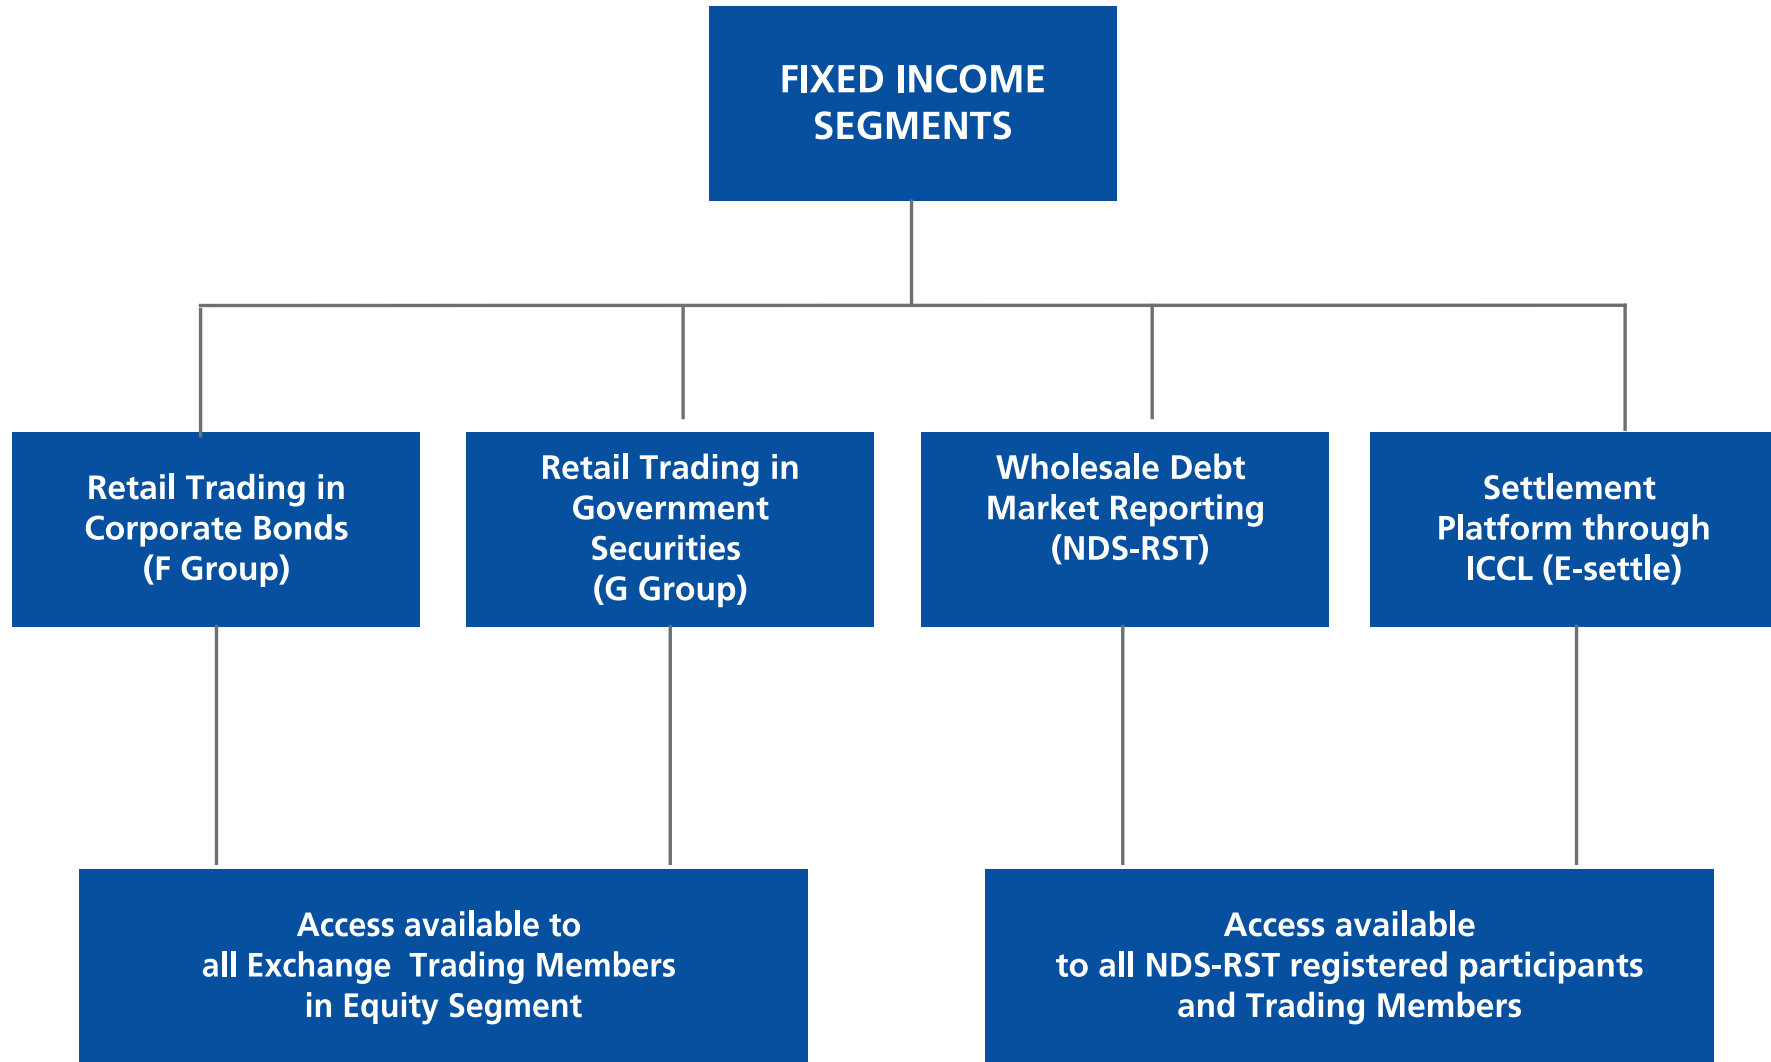 FIXED INCOME
SEGMENTS
Retail Trading in
Corporate Bonds
(F Group)
Retail Trading in
Government
Securities
(G Group)
Wholesale Debt
Market Reporting
(NDS-RST)
Settlement
Platform through
ICCL (E-settle)
Access available to
all Exchange Trading Members
in Equity Segment
Access available
to all NDS-RST registered participants
and Trading Members